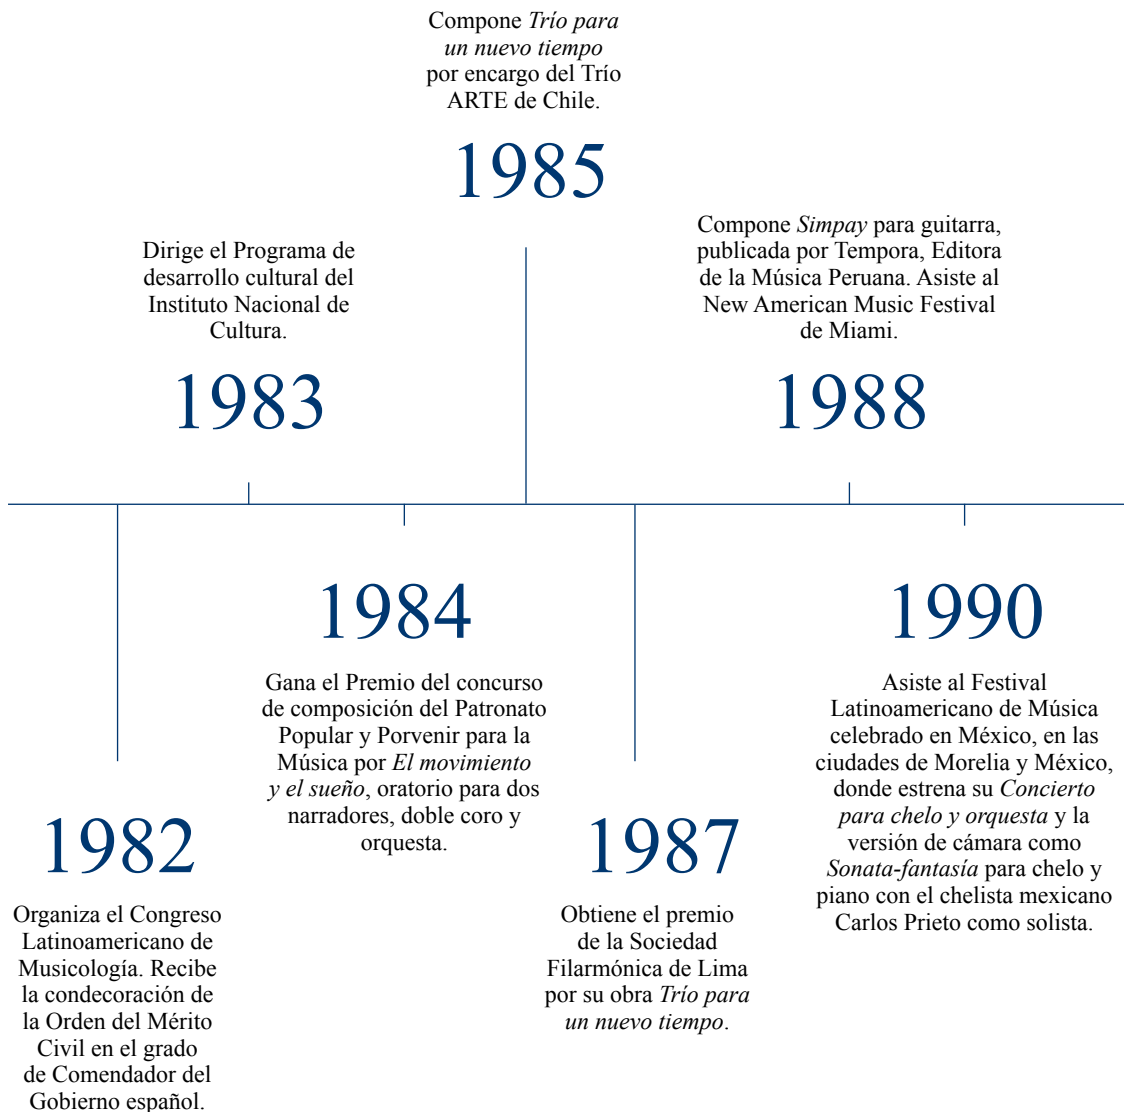 Compone Trío para
un nuevo tiempo
por encargo del Trío
ARTE de Chile.
1985
Dirige el Programa de
desarrollo cultural del
Instituto Nacional de
Cultura.
1983
Compone Simpay para guitarra,
publicada por Tempora, Editora
de la Música Peruana. Asiste al
New American Music Festival
de Miami.
1988
1984
Gana el Premio del concurso
de composición del Patronato
Popular y Porvenir para la
Música por El movimiento
y el sueño, oratorio para dos
narradores, doble coro y
orquesta.
1990
Asiste al Festival
Latinoamericano de Música
celebrado en México, en las
ciudades de Morelia y México,
donde estrena su Concierto
para chelo y orquesta y la
versión de cámara como
Sonata-fantasía para chelo y
piano con el chelista mexicano
Carlos Prieto como solista.
1982
Organiza el Congreso
Latinoamericano de
Musicología. Recibe
la condecoración de
la Orden del Mérito
Civil en el grado
de Comendador del
Gobierno español.
1987
Obtiene el premio
de la Sociedad
Filarmónica de Lima
por su obra Trío para
un nuevo tiempo.